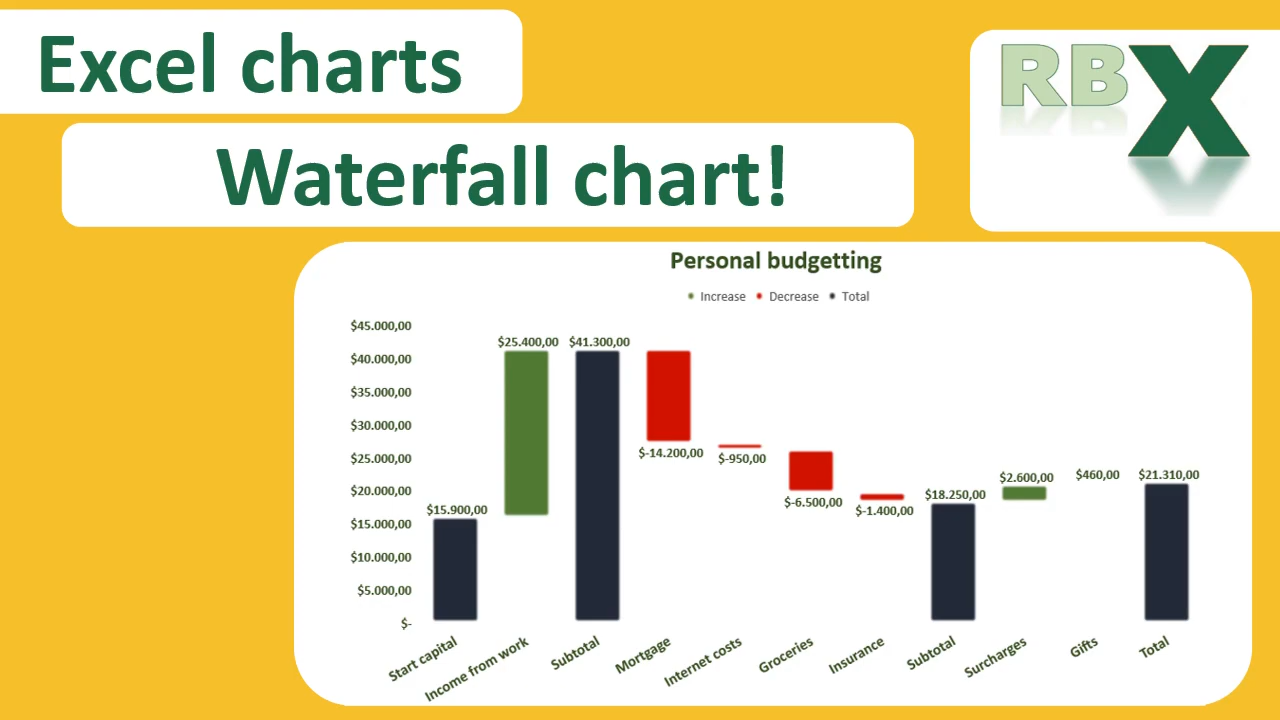 Excel charts
RBX
Waterfall chart!
Personal budgetting
Increase Decrease Total
$45.000,00
$40.000,00
$35.000,00
$30.000,00
$25.000,00
$20.000,00
$15.000,00
$10.000,00
$5.000,00
$-
$15.900,00
$25.400,00
$41.300,00
$-14.200,00
$-950,00
$-6.500,00
$-1.400,00
$18.250,00
$2.600,00
$460,00
$21.310,00
Start capital
Income from work
Subtotal
Mortgage
Internet costs
Groceries
Insurance
Subtotal
Surcharges
Gifts
Total